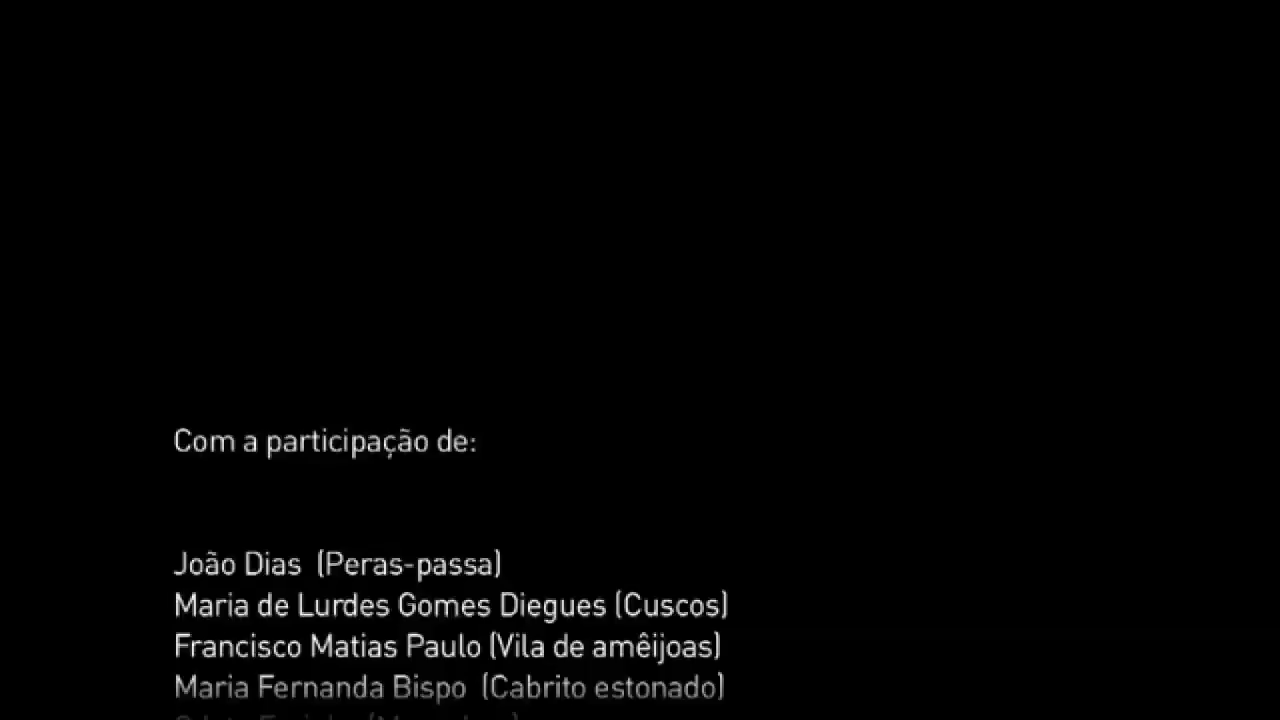 Com a participação de:
João Dias (Peras-passa)
Maria de Lurdes Gomes Diegues (Cuscos)
Francisco Matias Paulo (Vila de amêijoas)
Maria Fernanda Bispo (Cabrito estonado)